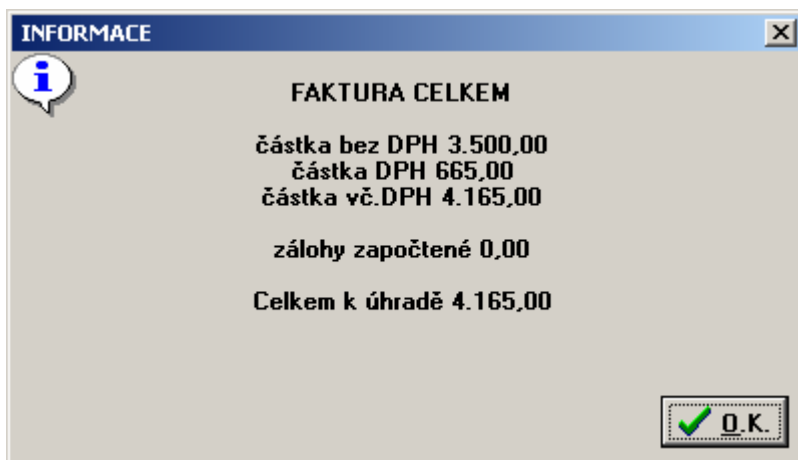 INFORMACE
FAKTURA CELKEM
částka bez DPH 3.500,00
částka DPH 665,00
částka vč.DPH 4.165,00
zálohy započtené 0,00
Celkem k úhradě 4.165,00
O.K.